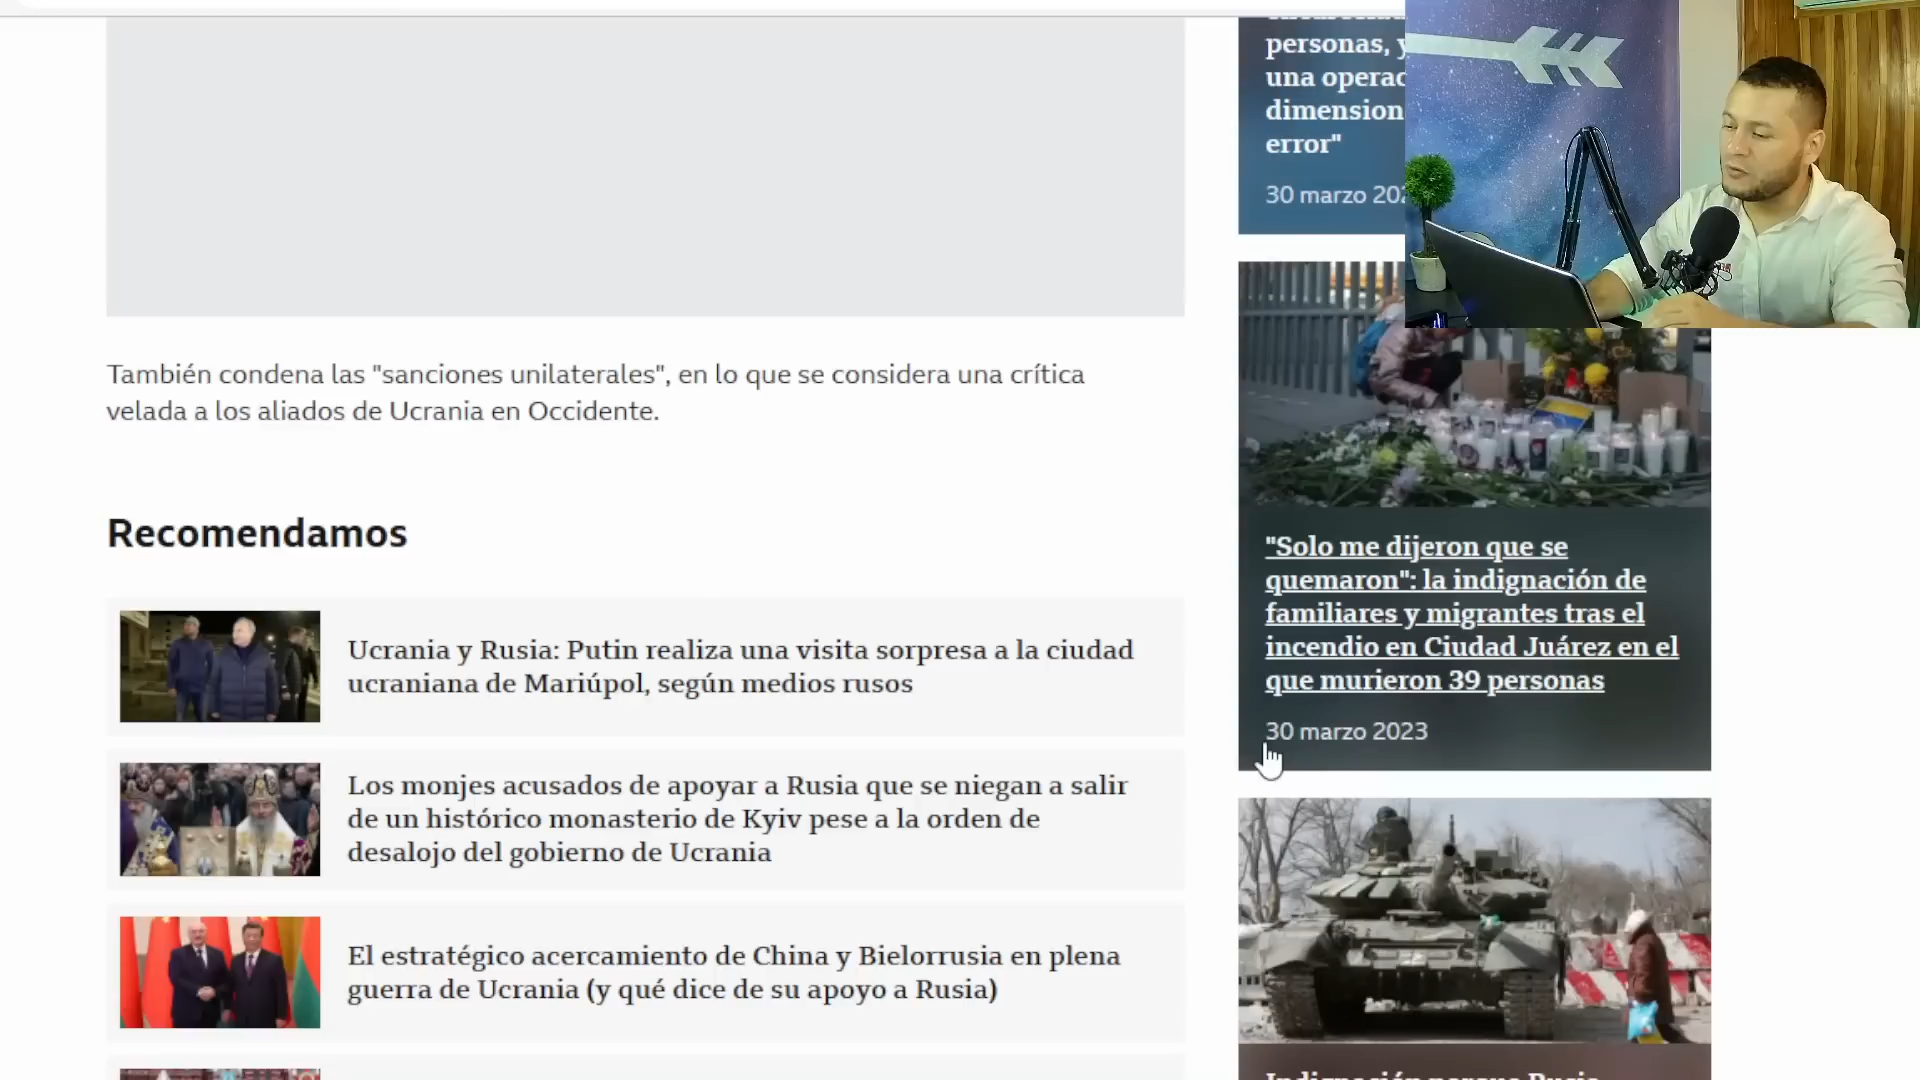 También condena las "sanciones unilaterales", en lo que se considera una crítica
velada a los aliados de Ucrania en Occidente.
Recomendamos
Ucrania y Rusia: Putin realiza una visita sorpresa a la ciudad
ucraniana de Mariúpol, según medios rusos
Los monjes acusados de apoyar a Rusia que se niegan a salir
de un histórico monasterio de Kyiv pese a la orden de
desalojo del gobierno de Ucrania
El estratégico acercamiento de China y Bielorrusia en plena
guerra de Ucrania (y qué dice de su apoyo a Rusia)
personas, y
una operac
dimension
error"
30 marzo 202
"Solo me dijeron que se
quemaron": la indignación de
familiares y migrantes tras el
incendio en Ciudad Juárez en el
que murieron 39 personas
30 marzo 2023
Indignación porque Rusia